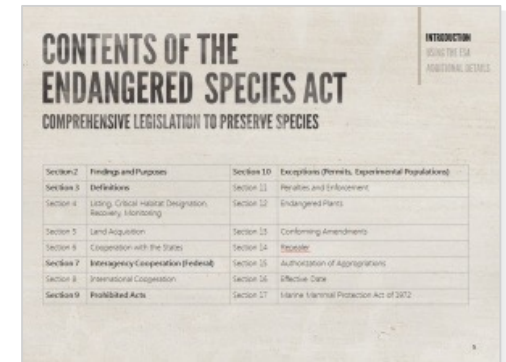 CONTENTS OF THE
ENDANGERED SPECIES ACT
COMPREHENSIVE LEGISLATION TO PRESERVE SPECIES
INTRODUCTION
USING THE ESA
ADDITIONAL DETAILS
Section 2 Findings and Purposes Section 10 Exceptions (Permits, Experimental Populations)
Section 3 Definitions Section 11 Penalties and Enforcement
Section 4 Listing, Critical Habitat Designation, Section 12 Endangered Plants
Recovery, Monitoring
Section 5 Land Acquisition Section 13 Conforming Amendments
Section 6 Cooperation with the States Section 14 Repealer
Section 7 Interagency Cooperation (Federal) Section 15 Authorization of Appropriations
Section 8 International Cooperation Section 16 Effective Date
Section 9 Prohibited Acts Section 17 Marine Mammal Protection Act of 1972